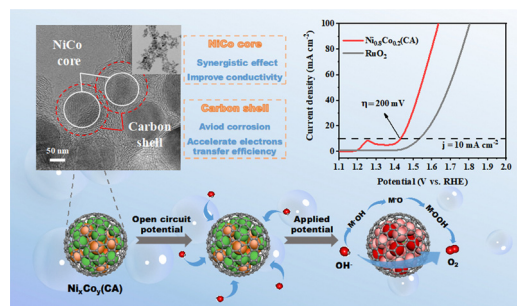 NiCo
core
Carbon
shell
50 nm
NiCo core
Synergistic effect
Improve conductivity
Carbon shell
Aviod corrosion
Accelerate electrons
transfer efficiency
Current density (mA cm⁻²)
100
80
60
40
20
0
Ni₀.₈Co₀.₂(CA)
RuO₂
η = 200 mV
j = 10 mA cm⁻²
1.1 1.2 1.3 1.4 1.5 1.6 1.7 1.8 1.9 2.0
Potential (V vs. RHE)
Open circuit
potential
Applied potential
potential
M-OH
M-O
M-OOH
OH⁻
O₂
NiₓCoᵧ(CA)